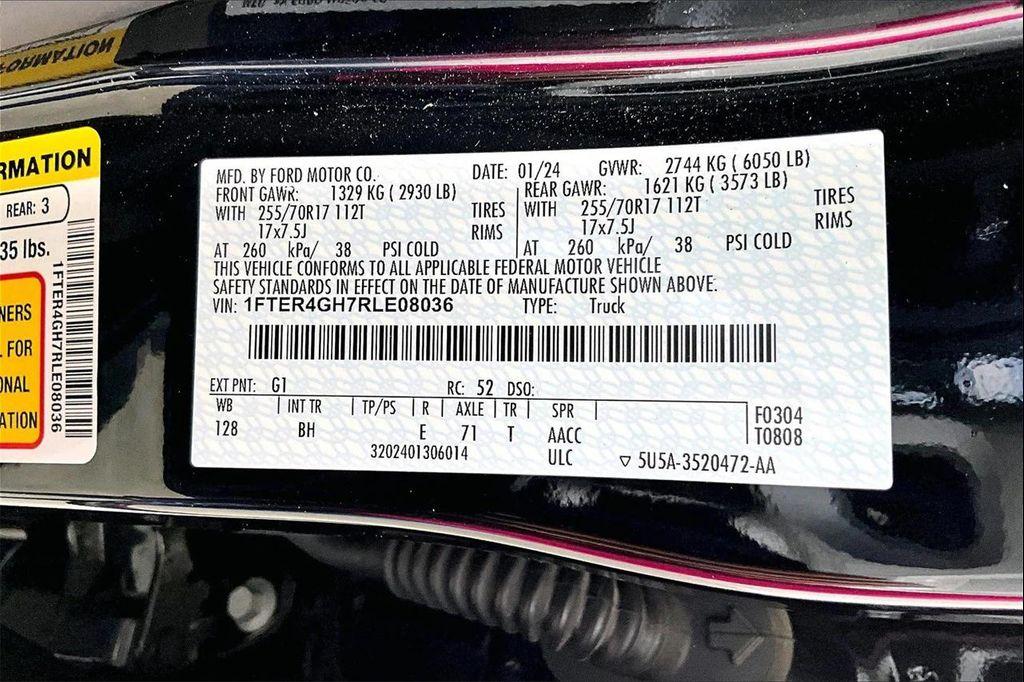 RMATION
REAR: 3
35 lbs.
NERS
L FOR
ONAL
ATION
1FTER4GH7RLE08036
MFD. BY FORD MOTOR CO. DATE: 01/24 GVWR: 2744 KG ( 6050 LB)
FRONT GAWR: 1329 KG ( 2930 LB) REAR GAWR: 1621 KG ( 3573 LB)
WITH 255/70R17 112T TIRES WITH 255/70R17 112T TIRES
17x7.5J RIMS 17x7.5J RIMS
AT 260 kPa/ 38 PSI COLD AT 260 kPa/ 38 PSI COLD
THIS VEHICLE CONFORMS TO ALL APPLICABLE FEDERAL MOTOR VEHICLE
SAFETY STANDARDS IN EFFECT ON THE DATE OF MANUFACTURE SHOWN ABOVE.
VIN: 1FTER4GH7RLE08036 TYPE: Truck
EXT PNT: G1 RC: 52 DSO:
WB INT TR TP/PS R AXLE TR SPR F0304
128 BH E 71 T AACC T0808
3202401306014 ULC ▽ 5U5A-3520472-AA